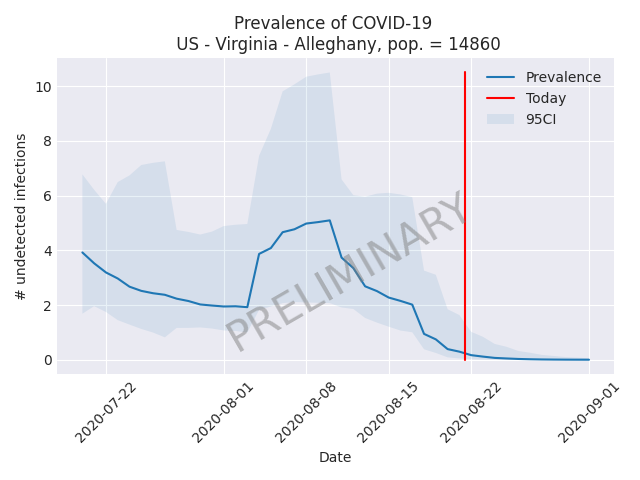 Prevalence of COVID-19
US - Virginia - Alleghany, pop. = 14860
# undetected infections
10
8
6
4
2
0
Prevalence
Today
95CI
PRELIMINARY
2020-07-22
2020-08-01
2020-08-08
2020-08-15
2020-08-22
2020-09-01
Date